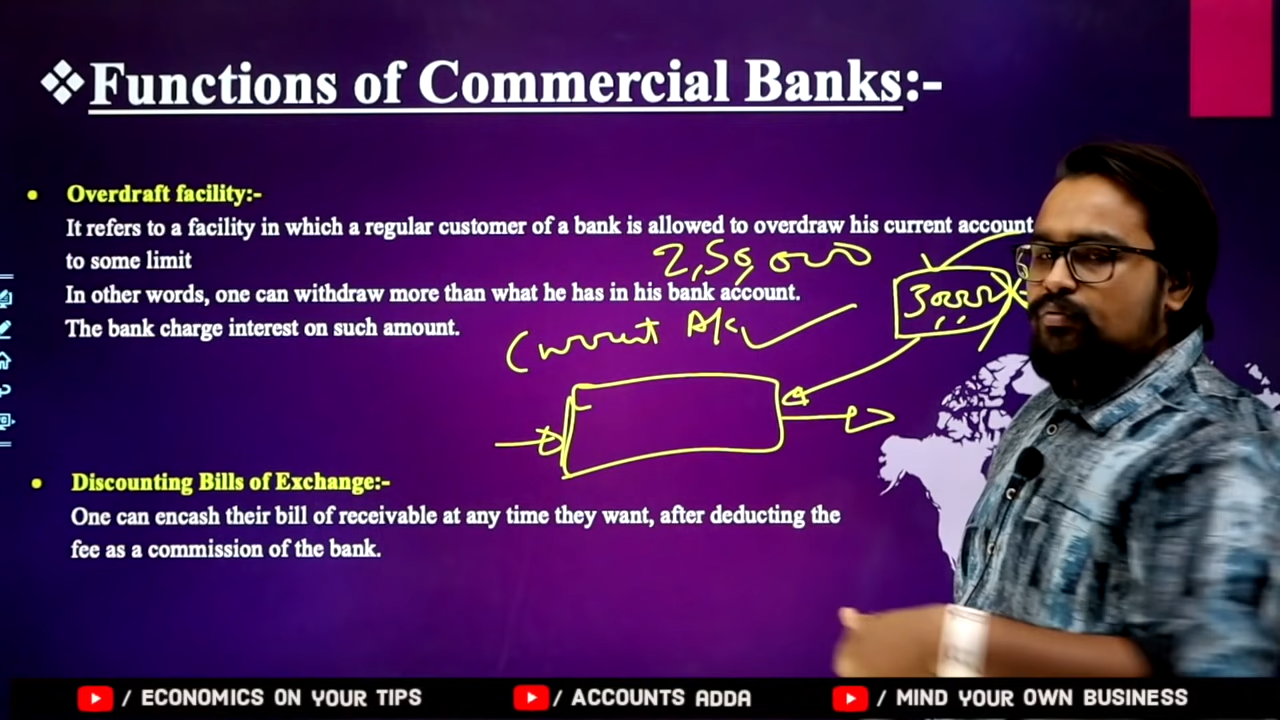 ❖Functions of Commercial Banks:-
• Overdraft facility:-
It refers to a facility in which a regular customer of a bank is allowed to overdraw his current account
to some limit
2,50,000
In other words, one can withdraw more than what he has in his bank account.
The bank charge interest on such amount.
Current A/c
• Discounting Bills of Exchange:-
One can encash their bill of receivable at any time they want, after deducting the
fee as a commission of the bank.
/ ECONOMICS ON YOUR TIPS
/ ACCOUNTS ADDA
/ MIND YOUR OWN BUSINESS